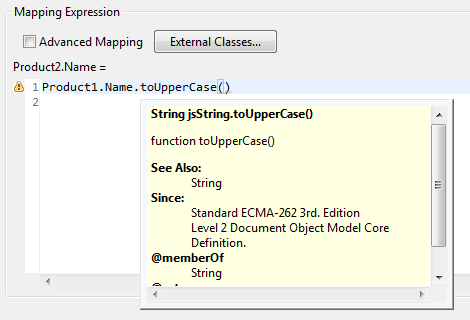 Mapping Expression
Advanced Mapping External Classes...
Product2.Name =
1 Product1.Name.toUpperCase()
2
String jsString.toUpperCase()
function toUpperCase()
See Also:
String
Since:
Standard ECMA-262 3rd. Edition
Level 2 Document Object Model Core
Definition.
@memberOf
String